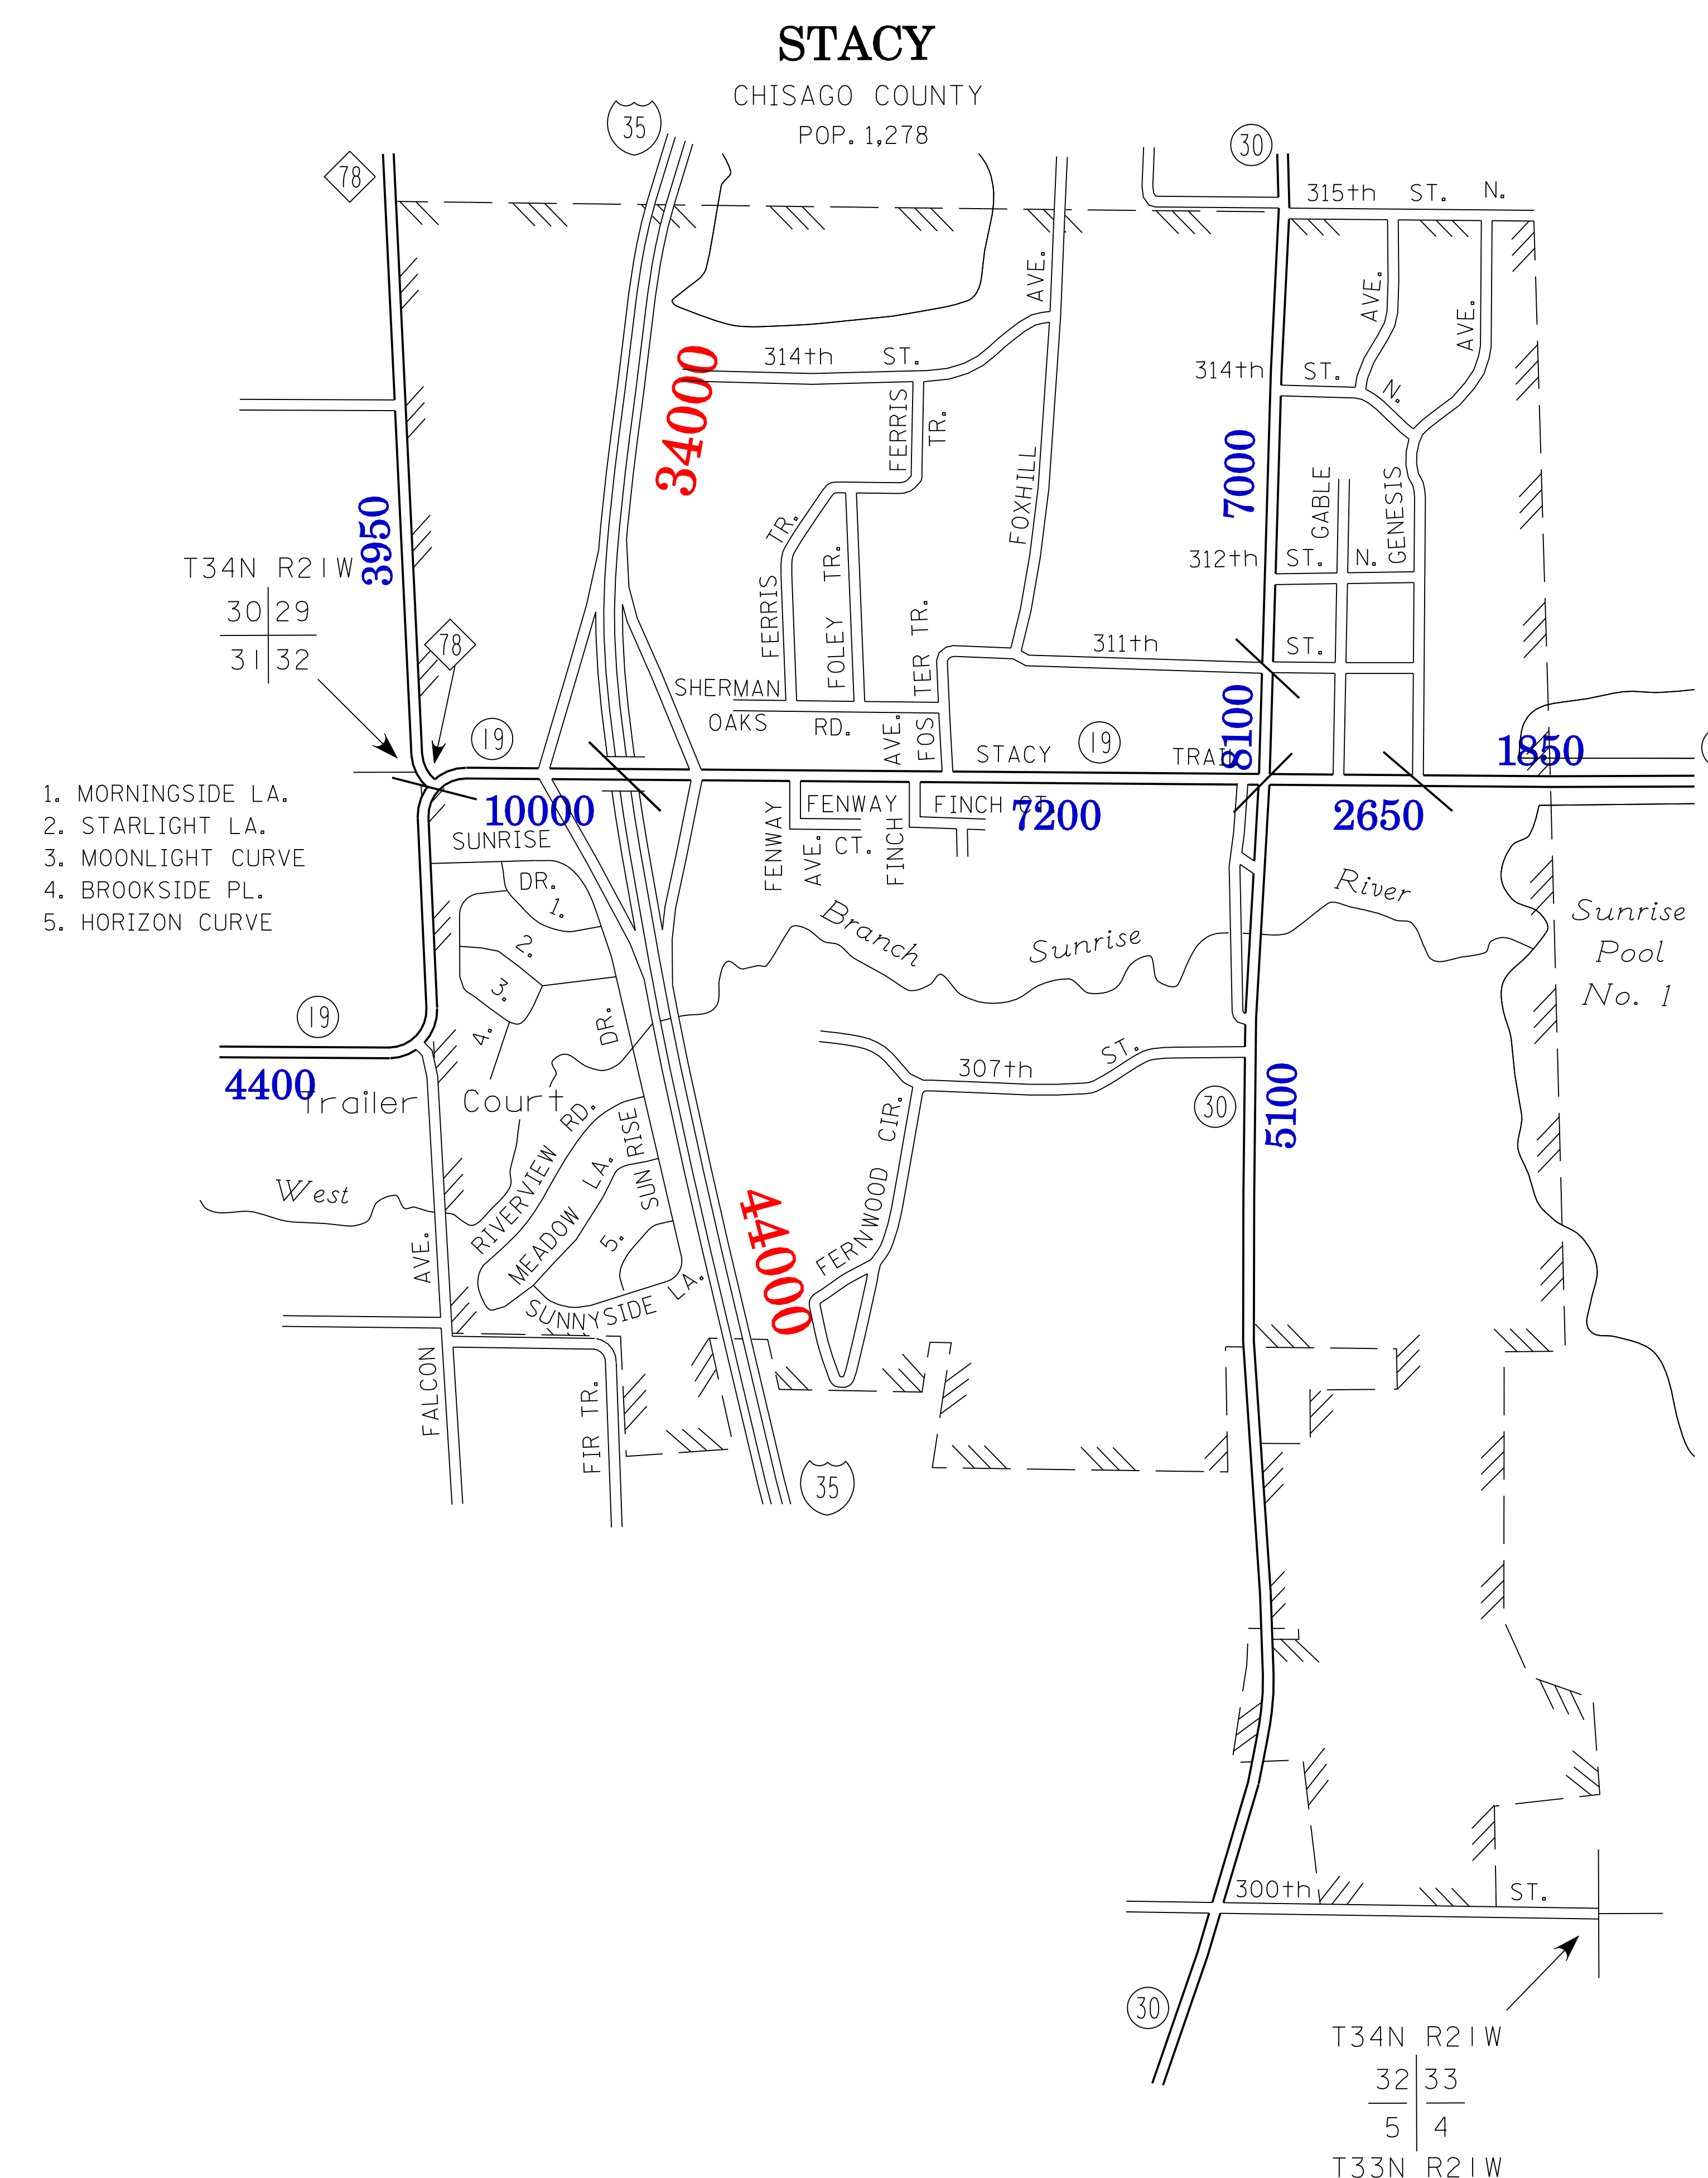 STACY
CHISAGO COUNTY
POP. 1,278
35
30
78
315th ST. N.
AVE.
AVE.
AVE.
314th ST.
314th ST. N.
34000
FERRIS TR.
7000
FOXHILL
GABLE
GENESIS
3950
TR.
312th ST. N.
T34N R21W
30 29
31 32
78
FERRIS
FOLEY TR.
FOSTER TR.
311th ST.
SHERMAN
OAKS RD.
AVE.
8100
19
STACY 19 TRAIL
1850
1. MORNINGSIDE LA.
2. STARLIGHT LA.
3. MOONLIGHT CURVE
4. BROOKSIDE PL.
5. HORIZON CURVE
10000
FENWAY
CT.
FINCH CT.
7200
2650
SUNRISE
DR.
FENWAY
AVE.
FINCH
1.
2.
3.
4.
DR.
Branch Sunrise River
Sunrise
Pool
No. 1
19
4400
Trailer Court
307th ST.
30
5100
RIVERVIEW RD.
SUN RISE
FERNWOOD CIR.
West
MEADOW LA.
5.
44000
AVE.
SUNNYSIDE LA.
FALCON
FIR TR.
35
300th ST.
30
T34N R21W
32 33
5 4
T33N R21W